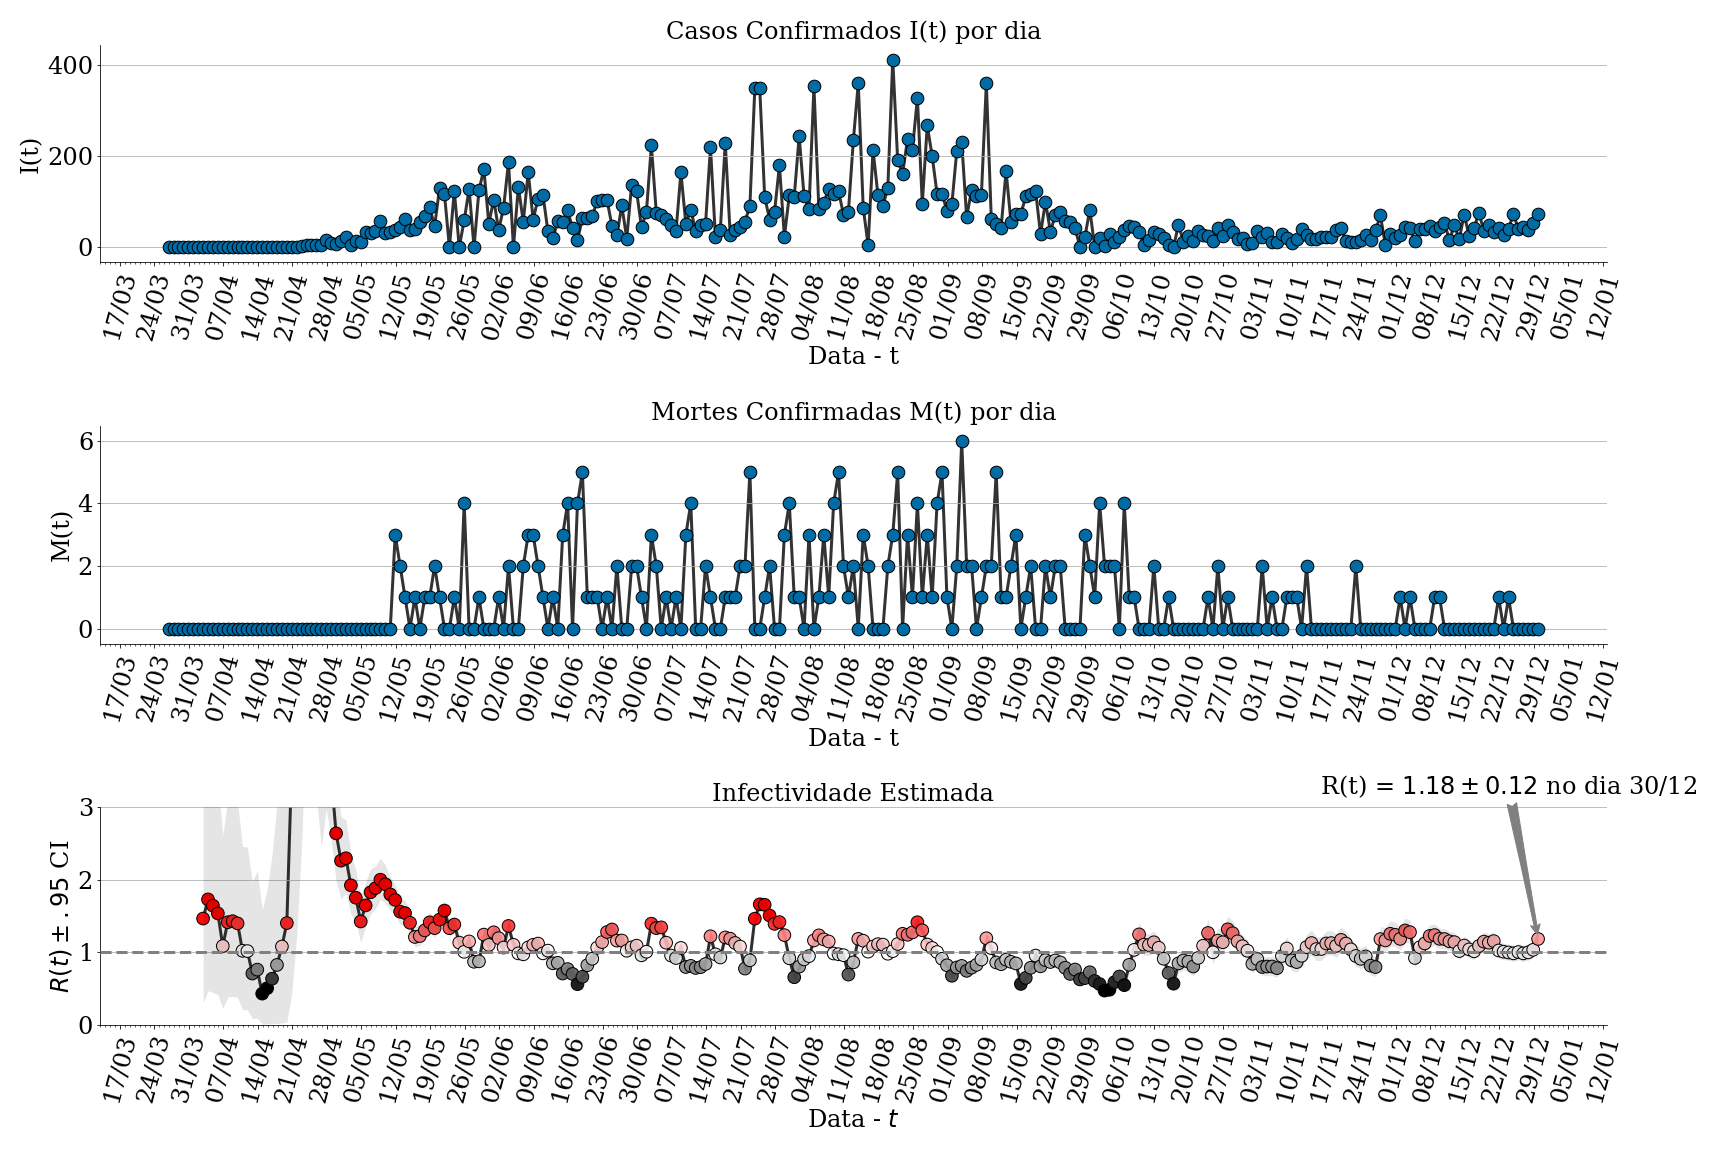 Casos Confirmados I(t) por dia
400
200
0
I(t)
17/03 24/03 31/03 07/04 14/04 21/04 28/04 05/05 12/05 19/05 26/05 02/06 09/06 16/06 23/06 30/06 07/07 14/07 21/07 28/07 04/08 11/08 18/08 25/08 01/09 08/09 15/09 22/09 29/09 06/10 13/10 20/10 27/10 03/11 10/11 17/11 24/11 01/12 08/12 15/12 22/12 29/12 05/01 12/01
Data - t
Mortes Confirmadas M(t) por dia
6
4
2
0
M(t)
17/03 24/03 31/03 07/04 14/04 21/04 28/04 05/05 12/05 19/05 26/05 02/06 09/06 16/06 23/06 30/06 07/07 14/07 21/07 28/07 04/08 11/08 18/08 25/08 01/09 08/09 15/09 22/09 29/09 06/10 13/10 20/10 27/10 03/11 10/11 17/11 24/11 01/12 08/12 15/12 22/12 29/12 05/01 12/01
Data - t
Infectividade Estimada
R(t) = 1.18 ± 0.12 no dia 30/12
3
2
1
0
R(t) ± .95 CI
17/03 24/03 31/03 07/04 14/04 21/04 28/04 05/05 12/05 19/05 26/05 02/06 09/06 16/06 23/06 30/06 07/07 14/07 21/07 28/07 04/08 11/08 18/08 25/08 01/09 08/09 15/09 22/09 29/09 06/10 13/10 20/10 27/10 03/11 10/11 17/11 24/11 01/12 08/12 15/12 22/12 29/12 05/01 12/01
Data - t